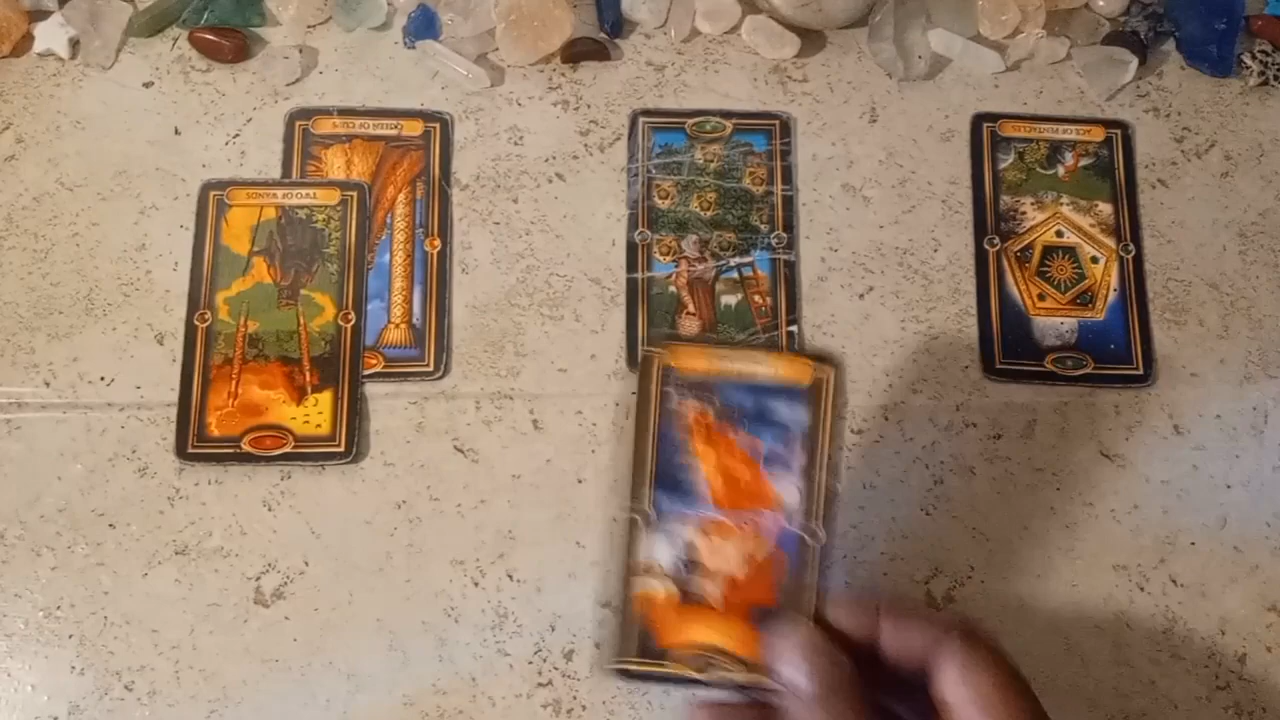 QUEEN OF CUPS
TWO OF WANDS
ACE OF PENTACLES